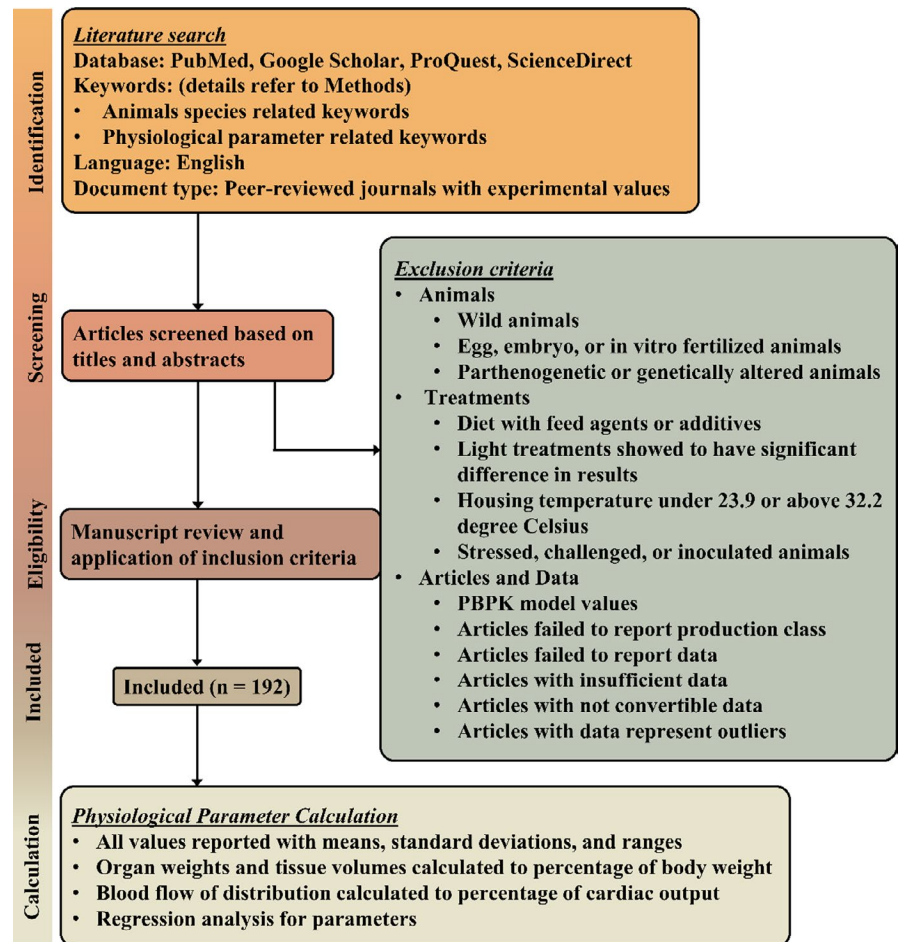 Identification
Literature search
Database: PubMed, Google Scholar, ProQuest, ScienceDirect
Keywords: (details refer to Methods)
• Animals species related keywords
• Physiological parameter related keywords
Language: English
Document type: Peer-reviewed journals with experimental values
Screening
Articles screened based on
titles and abstracts
Exclusion criteria
• Animals
• Wild animals
• Egg, embryo, or in vitro fertilized animals
• Parthenogenetic or genetically altered animals
• Treatments
• Diet with feed agents or additives
• Light treatments showed to have significant
difference in results
• Housing temperature under 23.9 or above 32.2
degree Celsius
• Stressed, challenged, or inoculated animals
• Articles and Data
• PBPK model values
• Articles failed to report production class
• Articles failed to report data
• Articles with insufficient data
• Articles with not convertible data
• Articles with data represent outliers
Eligibility
Manuscript review and
application of inclusion criteria
Included
Included (n = 192)
Calculation
Physiological Parameter Calculation
• All values reported with means, standard deviations, and ranges
• Organ weights and tissue volumes calculated to percentage of body weight
• Blood flow of distribution calculated to percentage of cardiac output
• Regression analysis for parameters